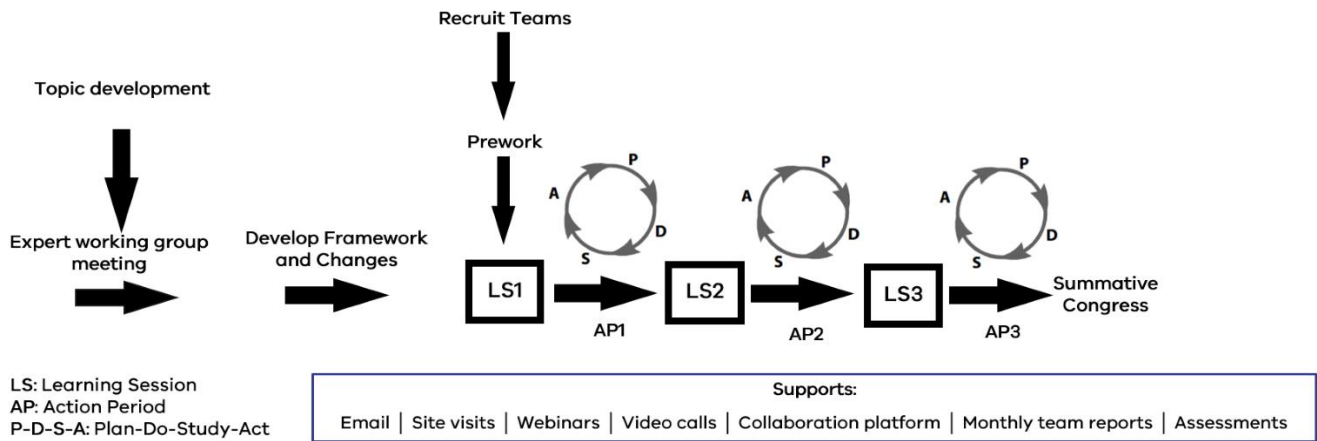 Recruit Teams
Topic development
Prework
Expert working group
meeting
Develop Framework
and Changes
LS1
P
D
S
A
AP1
LS2
P
D
S
A
AP2
LS3
P
D
S
A
AP3
Summative
Congress
LS: Learning Session
AP: Action Period
P-D-S-A: Plan-Do-Study-Act
Supports:
Email | Site visits | Webinars | Video calls | Collaboration platform | Monthly team reports | Assessments